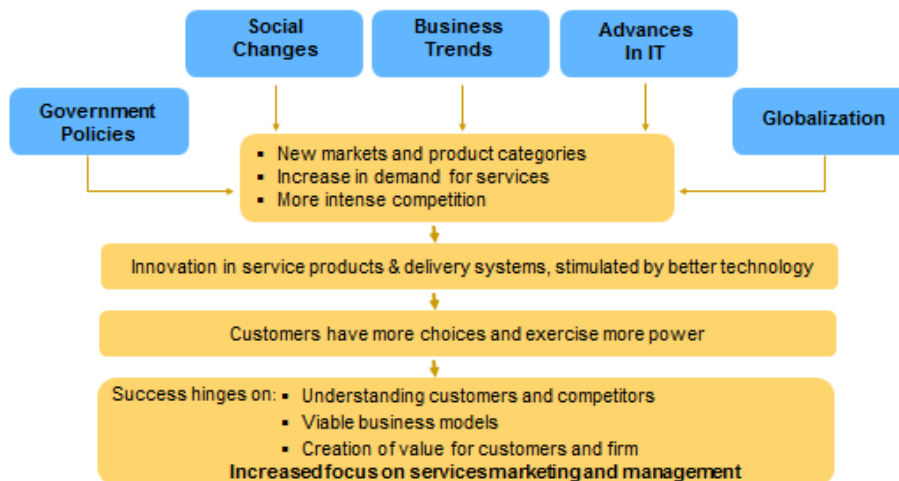 Social
Changes
Business
Trends
Advances
In IT
Government
Policies
Globalization
▪ New markets and product categories
▪ Increase in demand for services
▪ More intense competition
Innovation in service products & delivery systems, stimulated by better technology
Customers have more choices and exercise more power
Success hinges on: ▪ Understanding customers and competitors
▪ Viable business models
▪ Creation of value for customers and firm
Increased focus on services marketing and management